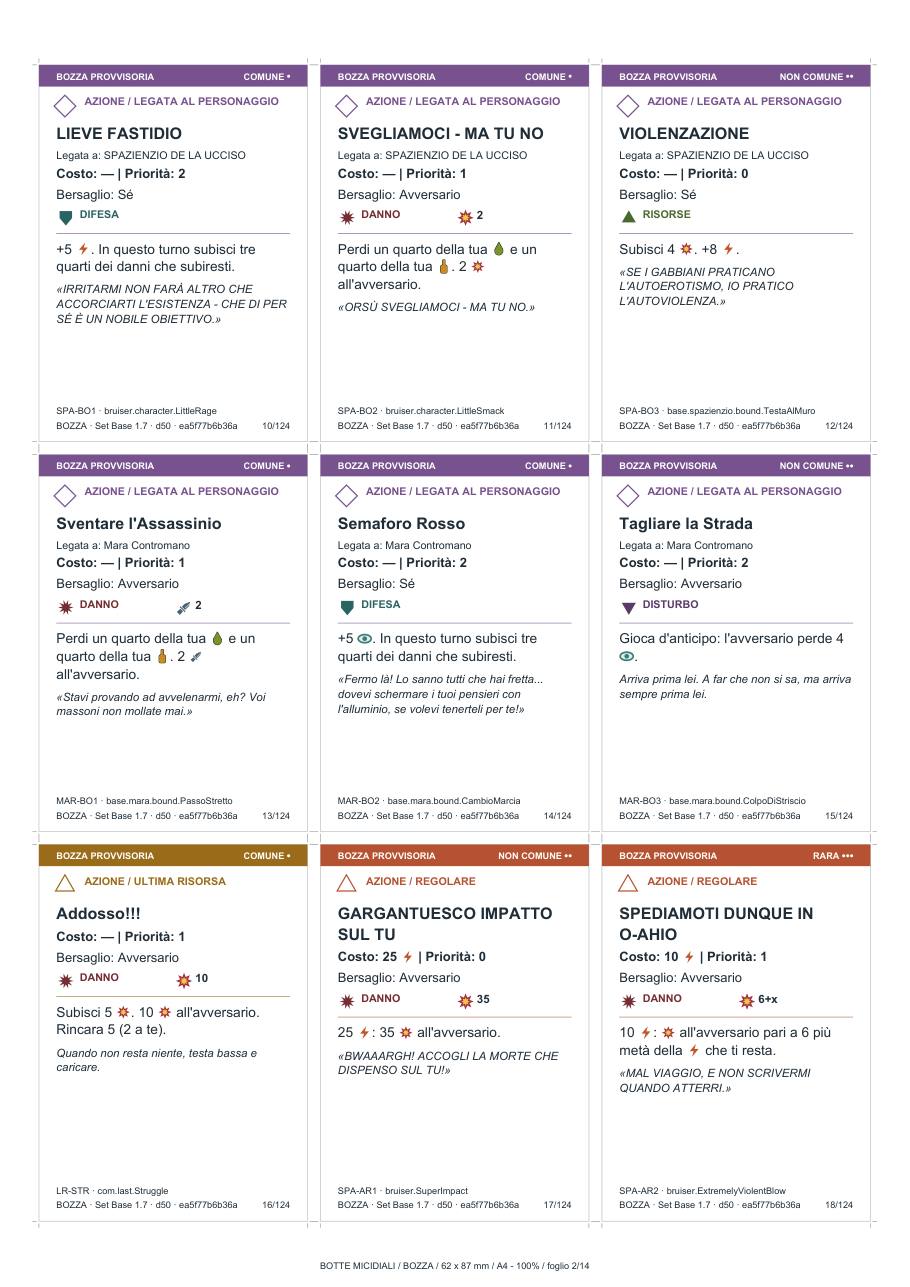 BOZZA PROVVISORIA COMUNE •
AZIONE / LEGATA AL PERSONAGGIO
LIEVE FASTIDIO
Legata a: SPAZIENZIO DE LA UCCISO
Costo: — | Priorità: 2
Bersaglio: Sé
DIFESA
+5 . In questo turno subisci tre
quarti dei danni che subiresti.
«IRRITARMI NON FARÀ ALTRO CHE
ACCORCIARTI L'ESISTENZA - CHE DI PER
SÉ È UN NOBILE OBIETTIVO.»
SPA-BO1 · bruiser.character.LittleRage
BOZZA · Set Base 1.7 · d50 · ea5f77b6b36a 10/124
BOZZA PROVVISORIA COMUNE •
AZIONE / LEGATA AL PERSONAGGIO
SVEGLIAMOCI - MA TU NO
Legata a: SPAZIENZIO DE LA UCCISO
Costo: — | Priorità: 1
Bersaglio: Avversario
DANNO 2
Perdi un quarto della tua e un
quarto della tua . 2
all'avversario.
«ORSÙ SVEGLIAMOCI - MA TU NO.»
SPA-BO2 · bruiser.character.LittleSmack
BOZZA · Set Base 1.7 · d50 · ea5f77b6b36a 11/124
BOZZA PROVVISORIA NON COMUNE ••
AZIONE / LEGATA AL PERSONAGGIO
VIOLENZAZIONE
Legata a: SPAZIENZIO DE LA UCCISO
Costo: — | Priorità: 0
Bersaglio: Sé
RISORSE
Subisci 4 . +8 .
«SE I GABBIANI PRATICANO
L'AUTOEROTISMO, IO PRATICO
L'AUTOVIOLENZA.»
SPA-BO3 · base.spazienzio.bound.TestaAlMuro
BOZZA · Set Base 1.7 · d50 · ea5f77b6b36a 12/124
BOZZA PROVVISORIA COMUNE •
AZIONE / LEGATA AL PERSONAGGIO
Sventare l'Assassinio
Legata a: Mara Contromano
Costo: — | Priorità: 1
Bersaglio: Avversario
DANNO 2
Perdi un quarto della tua e un
quarto della tua . 2
all'avversario.
«Stavi provando ad avvelenarmi, eh? Voi
massoni non mollate mai.»
MAR-BO1 · base.mara.bound.PassoStretto
BOZZA · Set Base 1.7 · d50 · ea5f77b6b36a 13/124
BOZZA PROVVISORIA COMUNE •
AZIONE / LEGATA AL PERSONAGGIO
Semaforo Rosso
Legata a: Mara Contromano
Costo: — | Priorità: 2
Bersaglio: Sé
DIFESA
+5 . In questo turno subisci tre
quarti dei danni che subiresti.
«Fermo là! Lo sanno tutti che hai fretta...
dovevi schermare i tuoi pensieri con
l'alluminio, se volevi tenerteli per te!»
MAR-BO2 · base.mara.bound.CambioMarcia
BOZZA · Set Base 1.7 · d50 · ea5f77b6b36a 14/124
BOZZA PROVVISORIA NON COMUNE ••
AZIONE / LEGATA AL PERSONAGGIO
Tagliare la Strada
Legata a: Mara Contromano
Costo: — | Priorità: 2
Bersaglio: Avversario
DISTURBO
Gioca d'anticipo: l'avversario perde 4
.
Arriva prima lei. A far che non si sa, ma arriva
sempre prima lei.
MAR-BO3 · base.mara.bound.ColpoDiStriscio
BOZZA · Set Base 1.7 · d50 · ea5f77b6b36a 15/124
BOZZA PROVVISORIA COMUNE •
AZIONE / ULTIMA RISORSA
Addosso!!!
Costo: — | Priorità: 1
Bersaglio: Avversario
DANNO 10
Subisci 5 . 10 all'avversario.
Rincara 5 (2 a te).
Quando non resta niente, testa bassa e
caricare.
LR-STR · com.last.Struggle
BOZZA · Set Base 1.7 · d50 · ea5f77b6b36a 16/124
BOZZA PROVVISORIA NON COMUNE ••
AZIONE / REGOLARE
GARGANTUESCO IMPATTO
SUL TU
Costo: 25 | Priorità: 0
Bersaglio: Avversario
DANNO 35
25 : 35 all'avversario.
«BWAAARGH! ACCOGLI LA MORTE CHE
DISPENSO SUL TU!»
SPA-AR1 · bruiser.SuperImpact
BOZZA · Set Base 1.7 · d50 · ea5f77b6b36a 17/124
BOZZA PROVVISORIA RARA •••
AZIONE / REGOLARE
SPEDIAMOTI DUNQUE IN
O-AHIO
Costo: 10 | Priorità: 1
Bersaglio: Avversario
DANNO 6+x
10 : all'avversario pari a 6 più
metà della che ti resta.
«MAL VIAGGIO, E NON SCRIVERMI
QUANDO ATTERRI.»
SPA-AR2 · bruiser.ExtremelyViolentBlow
BOZZA · Set Base 1.7 · d50 · ea5f77b6b36a 18/124
BOTTE MICIDIALI / BOZZA / 62 x 87 mm / A4 - 100% / foglio 2/14